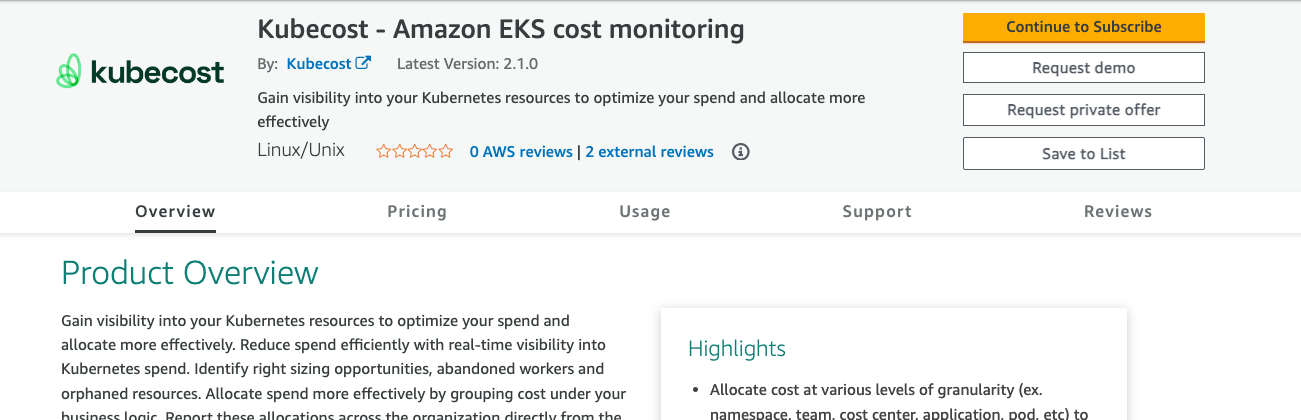 Kubecost - Amazon EKS cost monitoring
kubecost
By: Kubecost Latest Version: 2.1.0
Gain visibility into your Kubernetes resources to optimize your spend and allocate more
effectively
Linux/Unix 0 AWS reviews | 2 external reviews
Continue to Subscribe
Request demo
Request private offer
Save to List
Overview Pricing Usage Support Reviews
Product Overview
Gain visibility into your Kubernetes resources to optimize your spend and
allocate more effectively. Reduce spend efficiently with real-time visibility into
Kubernetes spend. Identify right sizing opportunities, abandoned workers and
orphaned resources. Allocate spend more effectively by grouping cost under your
business logic. Report these allocations across the organization directly from the
Highlights
• Allocate cost at various levels of granularity (ex.
namespace, team, cost center, application, pod, etc) to